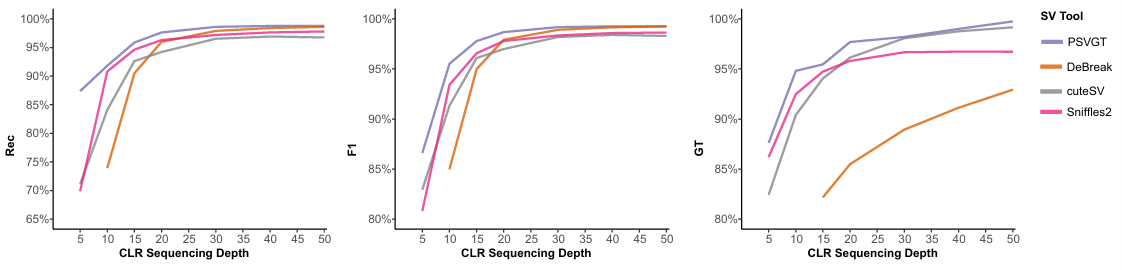 Rec
100%
95%
90%
85%
80%
75%
70%
65%
5 10 15 20 25 30 35 40 45 50
CLR Sequencing Depth
F1
100%
95%
90%
85%
80%
5 10 15 20 25 30 35 40 45 50
CLR Sequencing Depth
GT
100%
95%
90%
85%
80%
5 10 15 20 25 30 35 40 45 50
CLR Sequencing Depth
SV Tool
PSVGT
DeBreak
cuteSV
Sniffles2